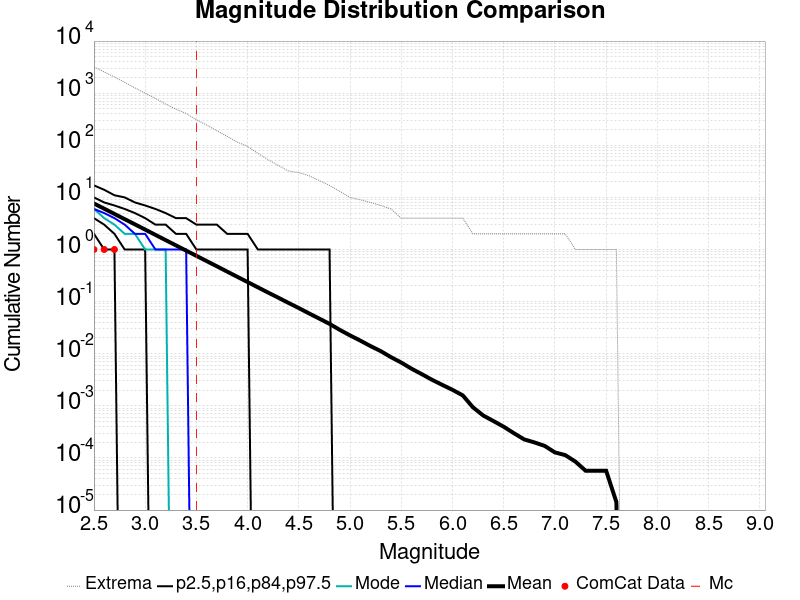 Magnitude Distribution Comparison
10^4
10^3
10^2
10^1
10^0
10^-1
10^-2
10^-3
10^-4
10^-5
Cumulative Number
2.5 3.0 3.5 4.0 4.5 5.0 5.5 6.0 6.5 7.0 7.5 8.0 8.5 9.0
Magnitude
Extrema p2.5,p16,p84,p97.5 Mode Median Mean ComCat Data Mc